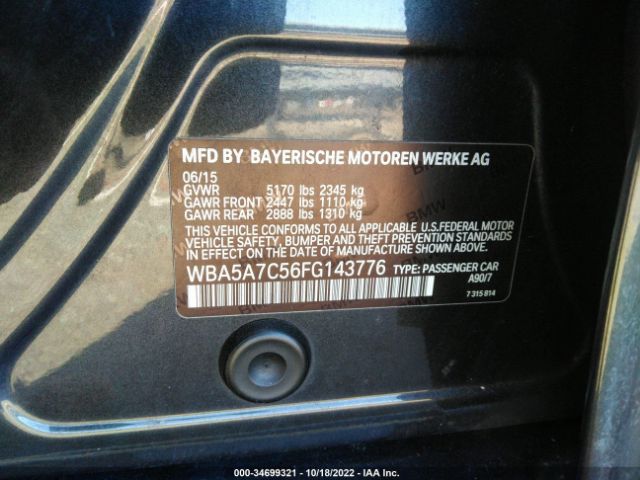 MFD BY BAYERISCHE MOTOREN WERKE AG
06/15
GVWR 5170 lbs 2345 kg
GAWR FRONT 2447 lbs 1110 kg
GAWR REAR 2888 lbs 1310 kg
THIS VEHICLE CONFORMS TO ALL APPLICABLE U.S.FEDERAL MOTOR
VEHICLE SAFETY, BUMPER, AND THEFT PREVENTION STANDARDS
IN EFFECT ON THE DATE OF MANUFACTURE SHOWN ABOVE.
WBA5A7C56FG143776 TYPE: PASSENGER CAR
A90/7
7 315 814
000-34699321 - 10/18/2022 - IAA Inc.